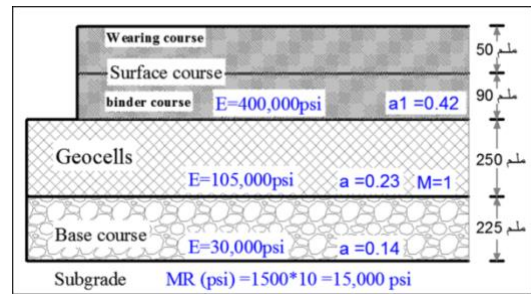 Wearing course
50 ملم
Surface course
binder course E=400,000psi a1 =0.42
90 ملم
Geocells
E=105,000psi a =0.23 M=1
250 ملم
Base course
E=30,000psi a =0.14
225 ملم
Subgrade MR (psi) =1500*10 =15,000 psi